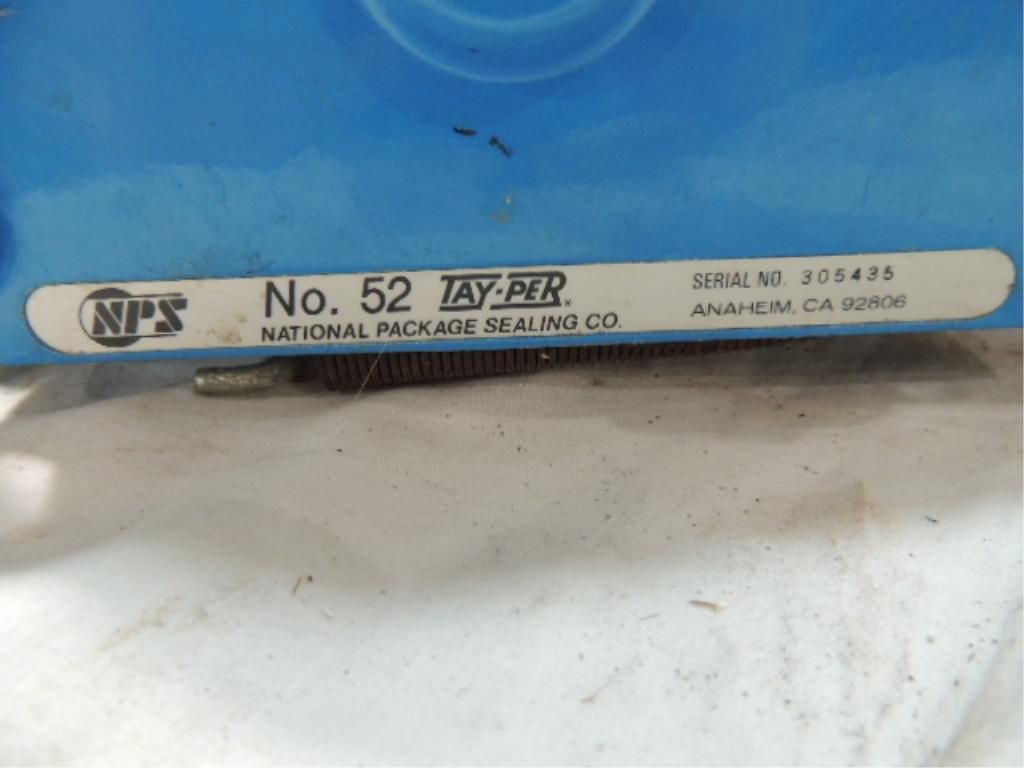 NPS No. 52 TAY-PER SERIAL NO. 305435
NATIONAL PACKAGE SEALING CO. ANAHEIM, CA 92806